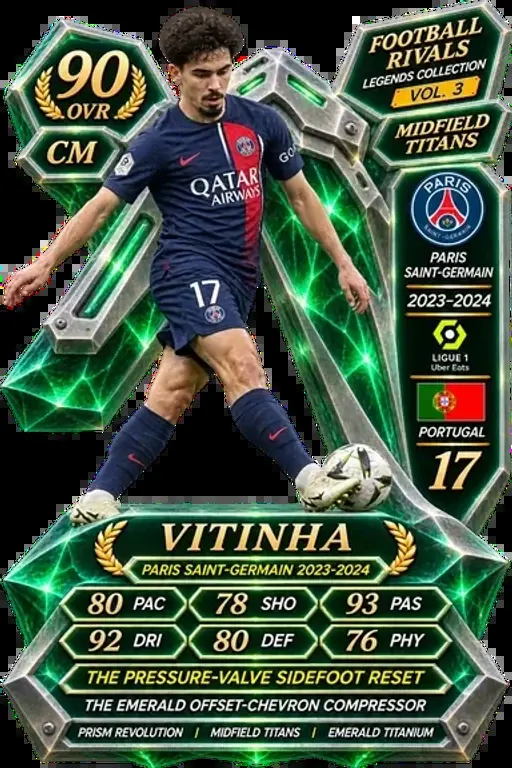 90
OVR
CM
FOOTBALL
RIVALS
LEGENDS COLLECTION
VOL. 3
MIDFIELD
TITANS
PARIS
SAINT-GERMAIN
PARIS
SAINT-GERMAIN
2023–2024
LIGUE 1
Uber Eats
PORTUGAL
17
QATAR
AIRWAYS
GO
17
VITINHA
PARIS SAINT-GERMAIN 2023–2024
80 PAC
78 SHO
93 PAS
92 DRI
80 DEF
76 PHY
THE PRESSURE-VALVE SIDEFOOT RESET
THE EMERALD OFFSET-CHEVRON COMPRESSOR
PRISM REVOLUTION / MIDFIELD TITANS / EMERALD TITANIUM